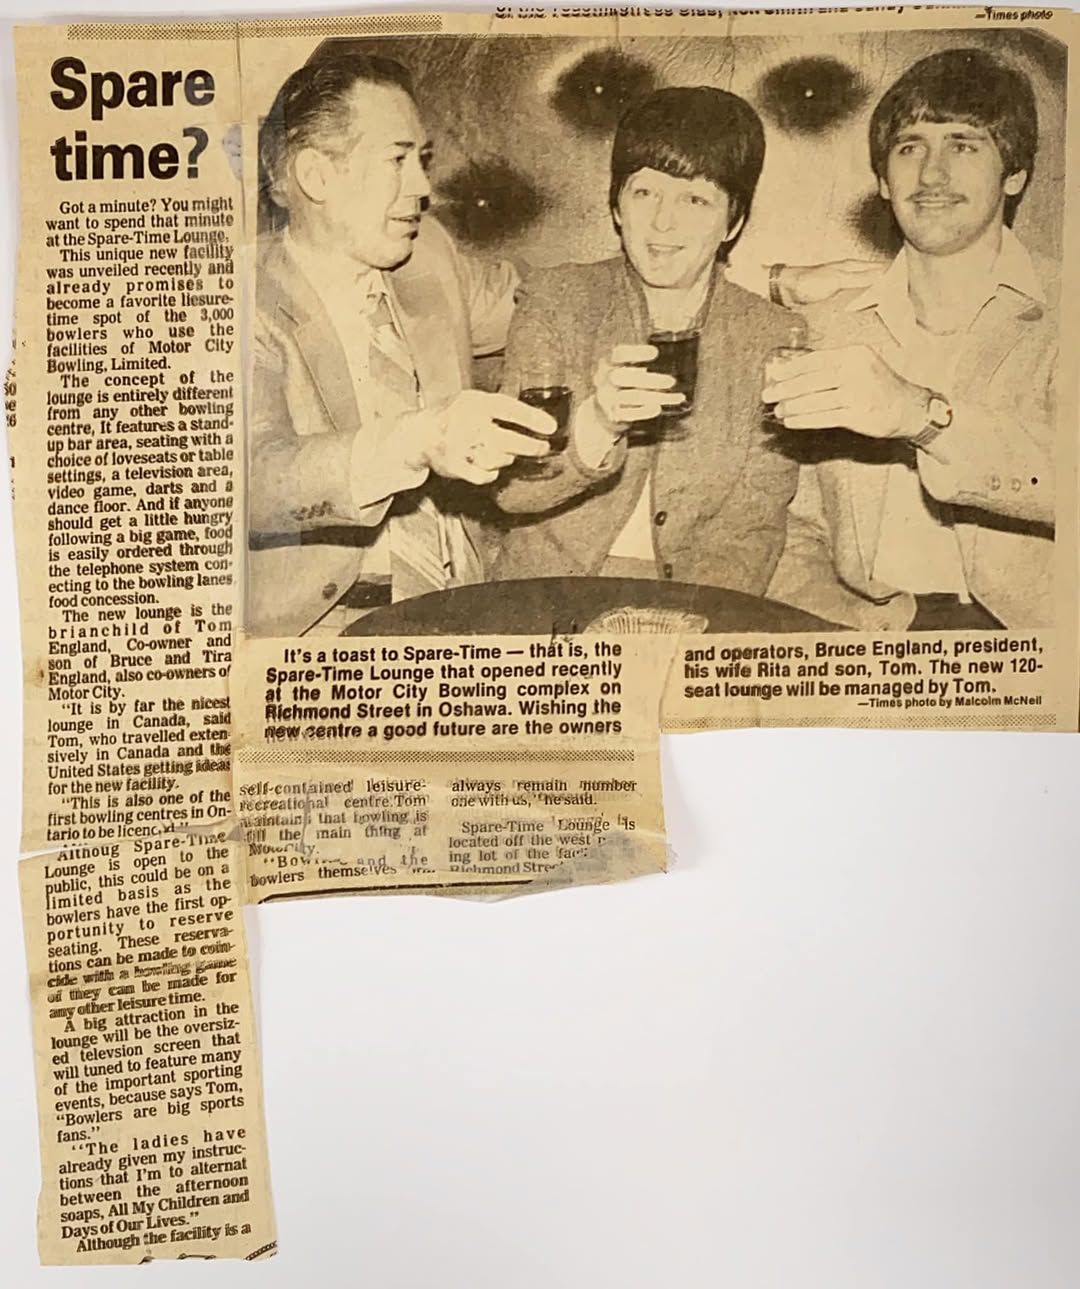 —Times photo
Spare
time?
Got a minute? You might
want to spend that minute
at the Spare-Time Lounge,
This unique new facility
was unveiled recently and
already promises to
become a favorite liesure-
time spot of the 3,000
bowlers who use the
facilities of Motor City
Bowling, Limited.
The concept of the
lounge is entirely different
from any other bowling
centre, It features a stand-
up bar area, seating with a
choice of loveseats or table
settings, a television area,
video game, darts and a
dance floor. And if anyone
should get a little hungry
following a big game, food
is easily ordered through
the telephone system con-
ecting to the bowling lanes
food concession.
The new lounge is the
brianchild of Tom
England, Co-owner and
son of Bruce and Tira
England, also co-owners of
Motor City.
“It is by far the nicest
lounge in Canada, said
Tom, who travelled exten-
sively in Canada and the
United States getting ideas
for the new facility.
“This is also one of the
first bowling centres in On-
tario to be
Althoug Spare-Time
Lounge is open to the
public, this could be on a
limited basis as the
bowlers have the first op-
portunity to reserve
seating. These reserva-
tions can be made to coin-
cide with a bowling game
of they can be made for
any other leisure time.
A big attraction in the
lounge will be the oversiz-
ed televsion screen that
will tuned to feature many
of the important sporting
events, because says Tom,
“Bowlers are big sports
fans.”
“The ladies have
already given my instruc-
tions that I'm to alternat
between the afternoon
soaps, All My Children and
Days of Our Lives.”
Although the facility is a
It's a toast to Spare-Time — that is, the
Spare-Time Lounge that opened recently
at the Motor City Bowling complex on
Richmond Street in Oshawa. Wishing the
new centre a good future are the owners
and operators, Bruce England, president,
his wife Rita and son, Tom. The new 120-
seat lounge will be managed by Tom.
—Times photo by Malcolm McNeil
self-contained leisure-
recreational centre.Tom
maintains that bowling is
still the main thing at
Motor City.
and the
bowlers themselves
always remain number
one with us,” he said.
Spare-Time Lounge is
located off the west
ing lot of the
Richmond